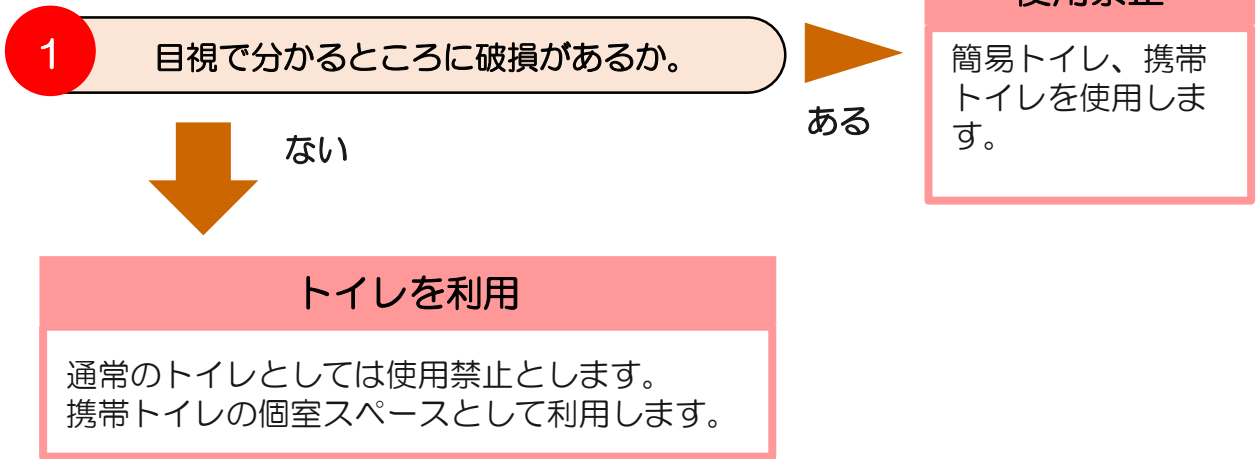 使用禁止
1
目視で分かるところに破損があるか。
簡易トイレ、携帯
トイレを使用しま
す。
ある
ない
トイレを利用
通常のトイレとしては使用禁止とします。
携帯トイレの個室スペースとして利用します。